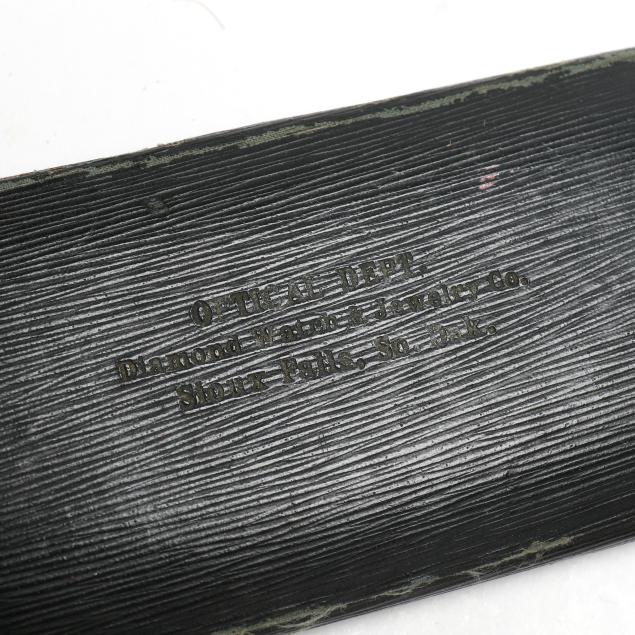 OPTICAL DEPT.
Diamond Watch & Jewelry Co.
Sioux Falls, So. Dak.